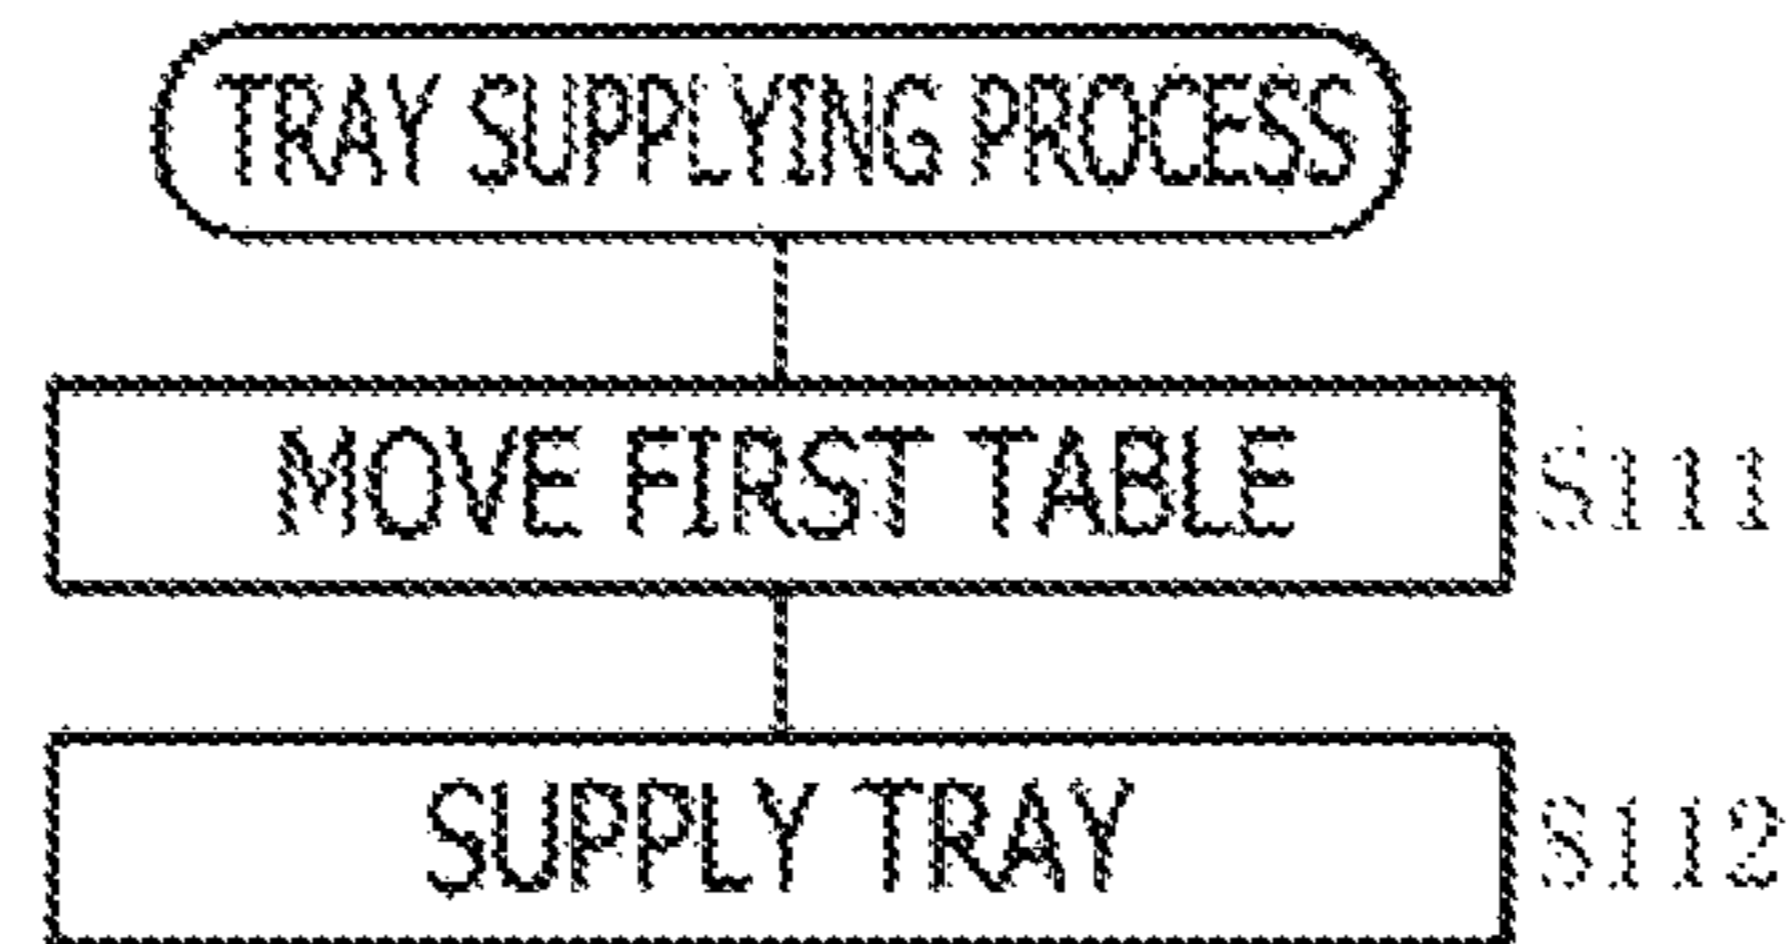 TRAY SUPPLYING PROCESS
MOVE FIRST TABLE S111
SUPPLY TRAY S112